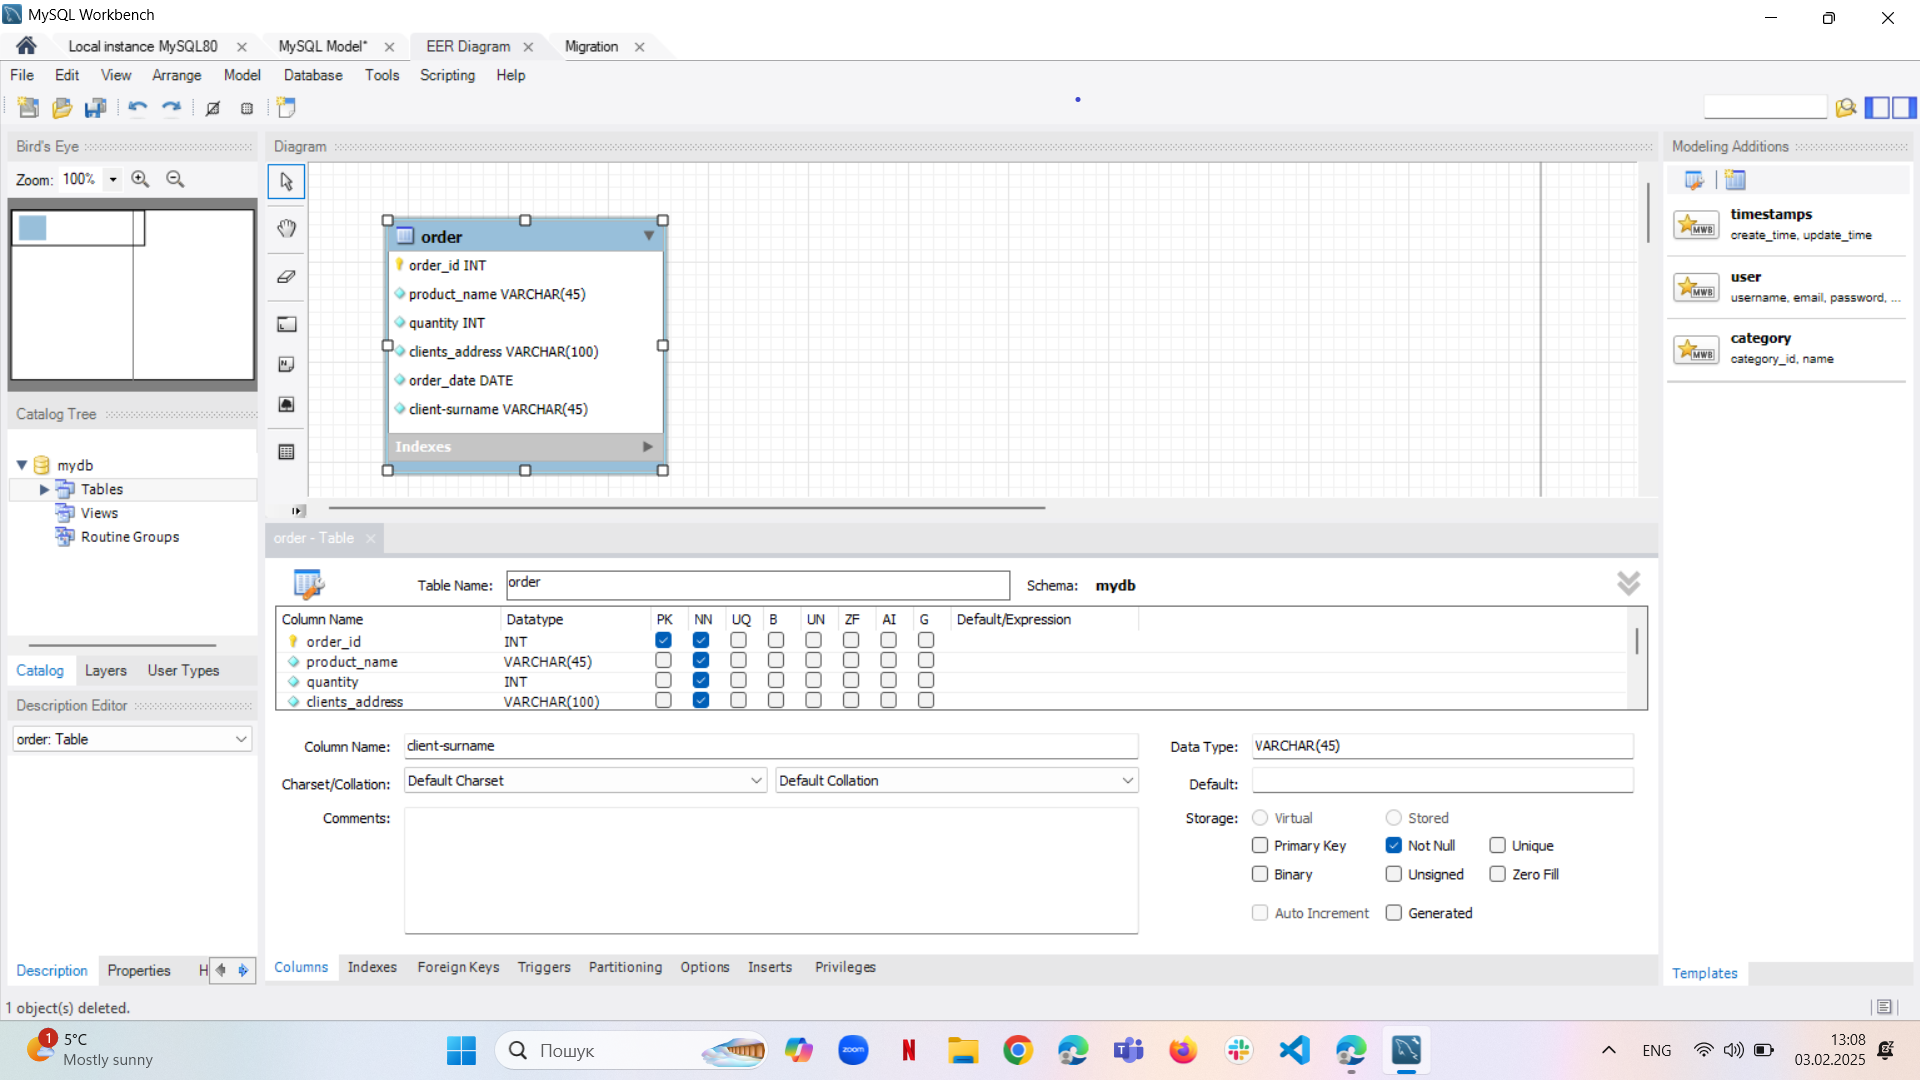 MySQL Workbench
Local instance MySQL80
MySQL Model*
EER Diagram
Migration
File Edit View Arrange Model Database Tools Scripting Help
Bird's Eye
Zoom: 100%
Catalog Tree
mydb
Tables
Views
Routine Groups
Catalog Layers User Types
Description Editor
order: Table
Description Properties H
Diagram
order
order_id INT
product_name VARCHAR(45)
quantity INT
clients_address VARCHAR(100)
order_date DATE
client-surname VARCHAR(45)
Indexes
order - Table
Table Name: order Schema: mydb
Column Name Datatype PK NN UQ B UN ZF AI G Default/Expression
order_id INT
product_name VARCHAR(45)
quantity INT
clients_address VARCHAR(100)
Column Name: client-surname Data Type: VARCHAR(45)
Charset/Collation: Default Charset Default Collation Default:
Comments: Storage: Virtual Stored
Primary Key Not Null Unique
Binary Unsigned Zero Fill
Auto Increment Generated
Columns Indexes Foreign Keys Triggers Partitioning Options Inserts Privileges
Modeling Additions
MWB
timestamps
create_time, update_time
MWB
user
username, email, password, ...
MWB
category
category_id, name
Templates
1 object(s) deleted.
1
5°C
Mostly sunny
Пошук
zoom
N
ENG
13:08
03.02.2025